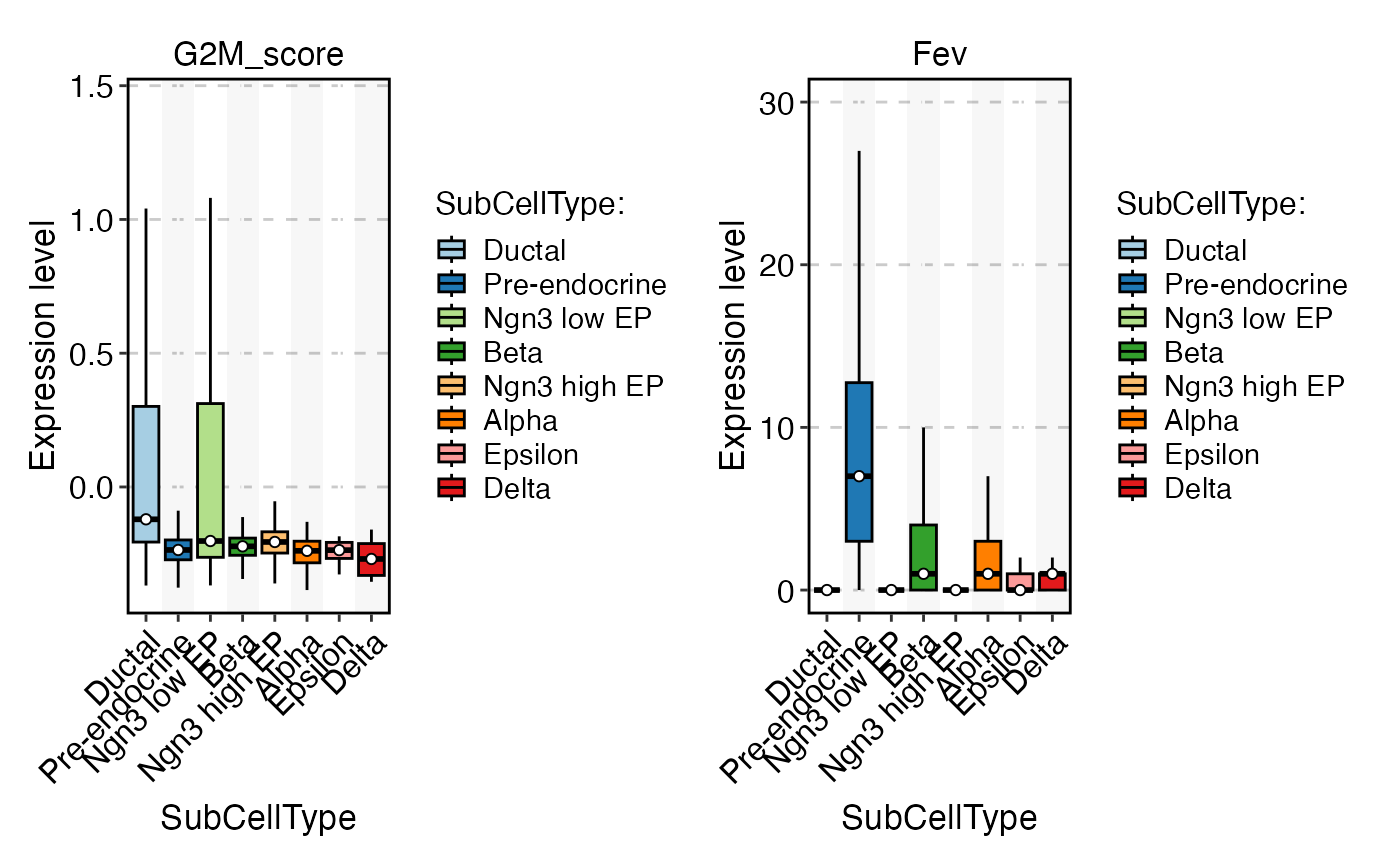 G2M_score
Expression level
1.5
1.0
0.5
0.0
Ductal
Pre-endocrine
Ngn3 low EP
Beta
Ngn3 high EP
Alpha
Epsilon
Delta
SubCellType
SubCellType:
Ductal
Pre-endocrine
Ngn3 low EP
Beta
Ngn3 high EP
Alpha
Epsilon
Delta
Fev
Expression level
30
20
10
0
Ductal
Pre-endocrine
Ngn3 low EP
Beta
Ngn3 high EP
Alpha
Epsilon
Delta
SubCellType
SubCellType:
Ductal
Pre-endocrine
Ngn3 low EP
Beta
Ngn3 high EP
Alpha
Epsilon
Delta